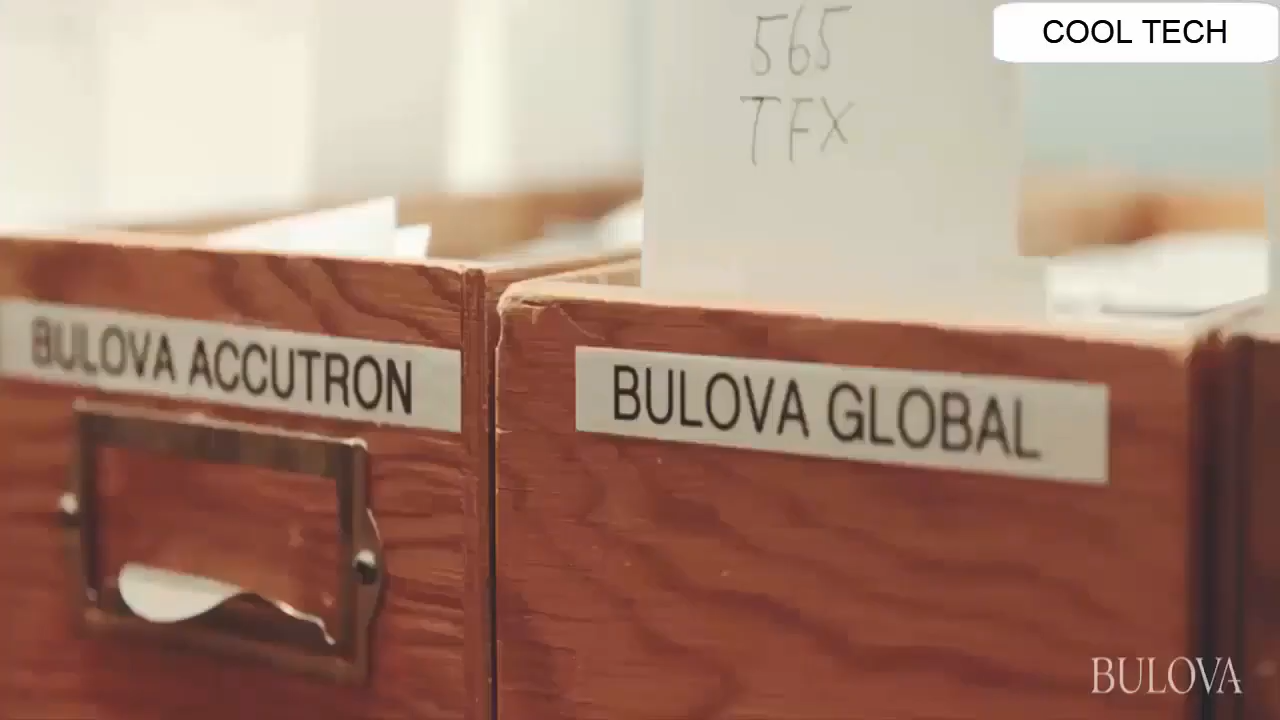 COOL TECH
565
TFX
BULOVA ACCUTRON
BULOVA GLOBAL
BULOVA